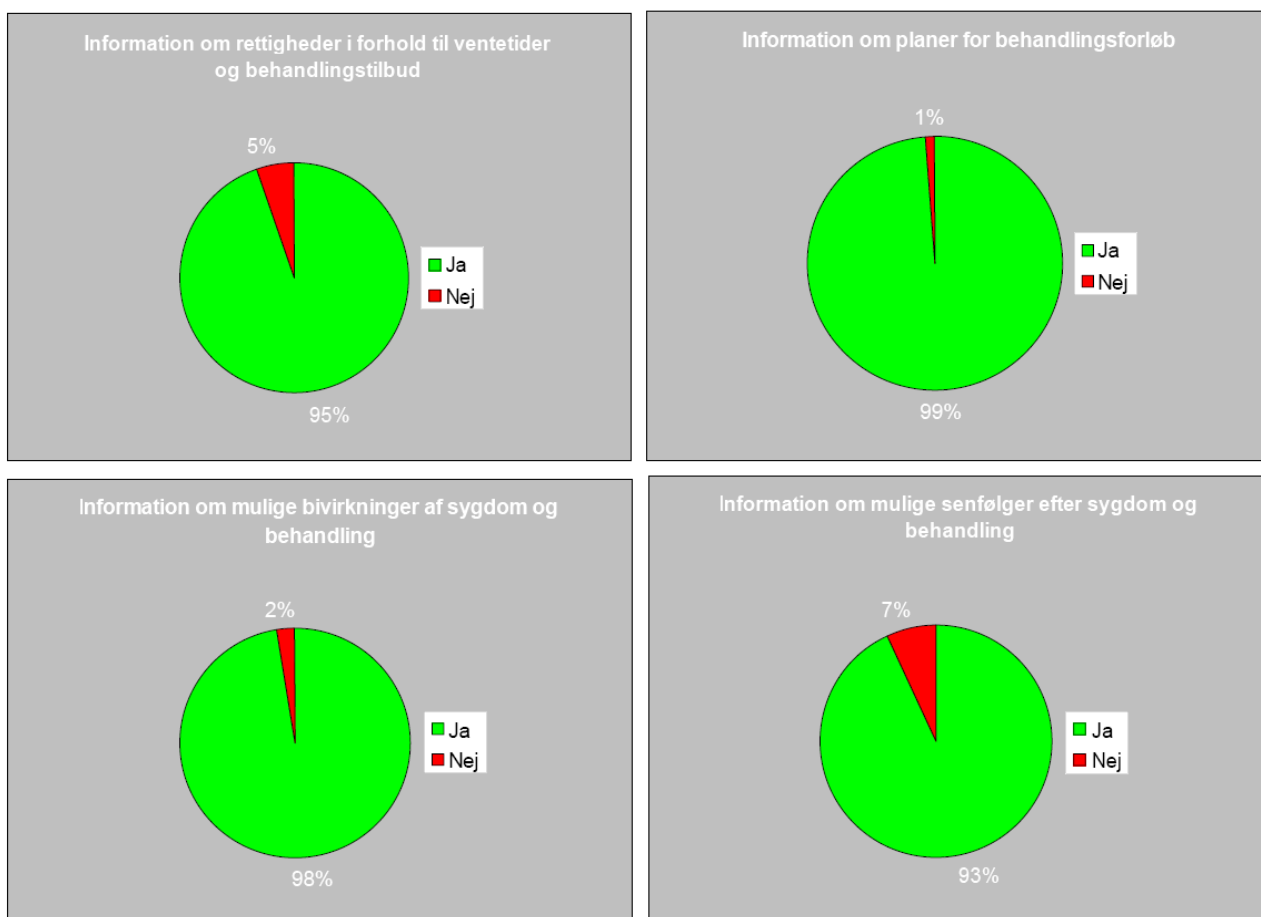 Information om rettigheder i forhold til ventetider
og behandlingstilbud
5%
Ja
Nej
95%
Information om planer for behandlingsforløb
1%
Ja
Nej
99%
Information om mulige bivirkninger af sygdom og
behandling
2%
Ja
Nej
98%
Information om mulige senfølger efter sygdom og
behandling
7%
Ja
Nej
93%